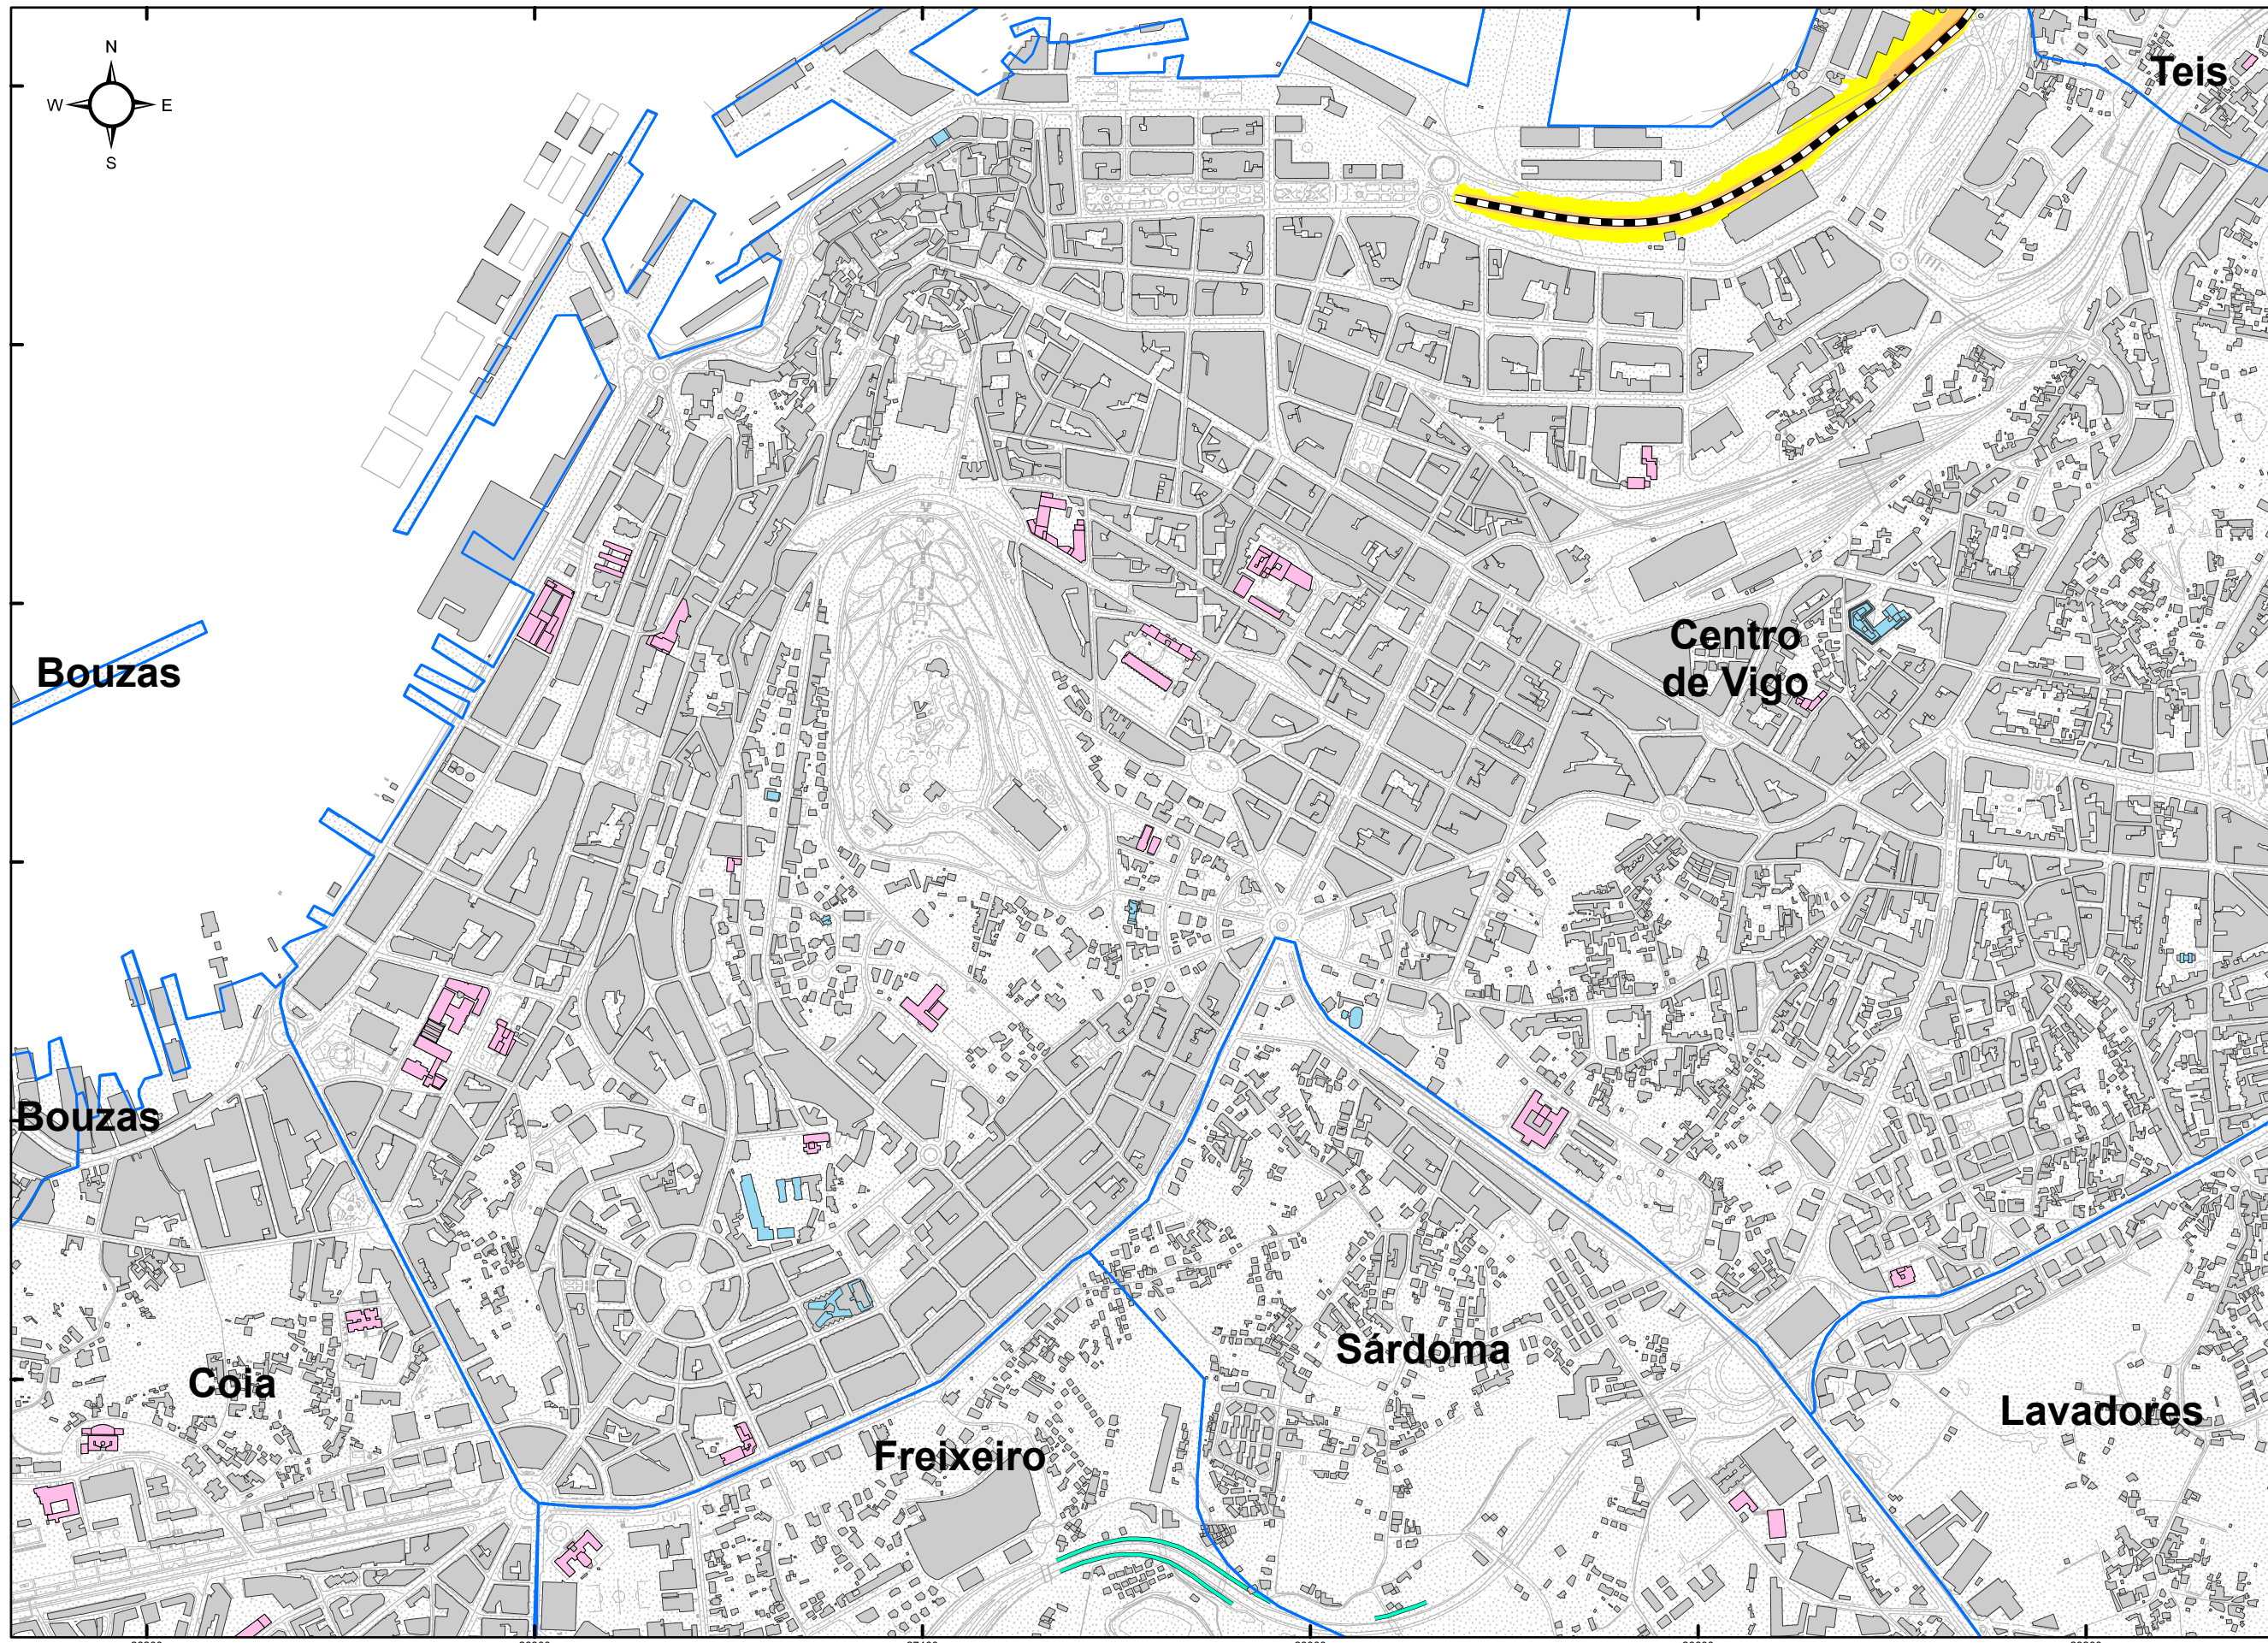 N
W E
S
Teis
Centro
de Vigo
Bouzas
Bouzas
Sárdoma
Coia
Lavadores
Freixeiro